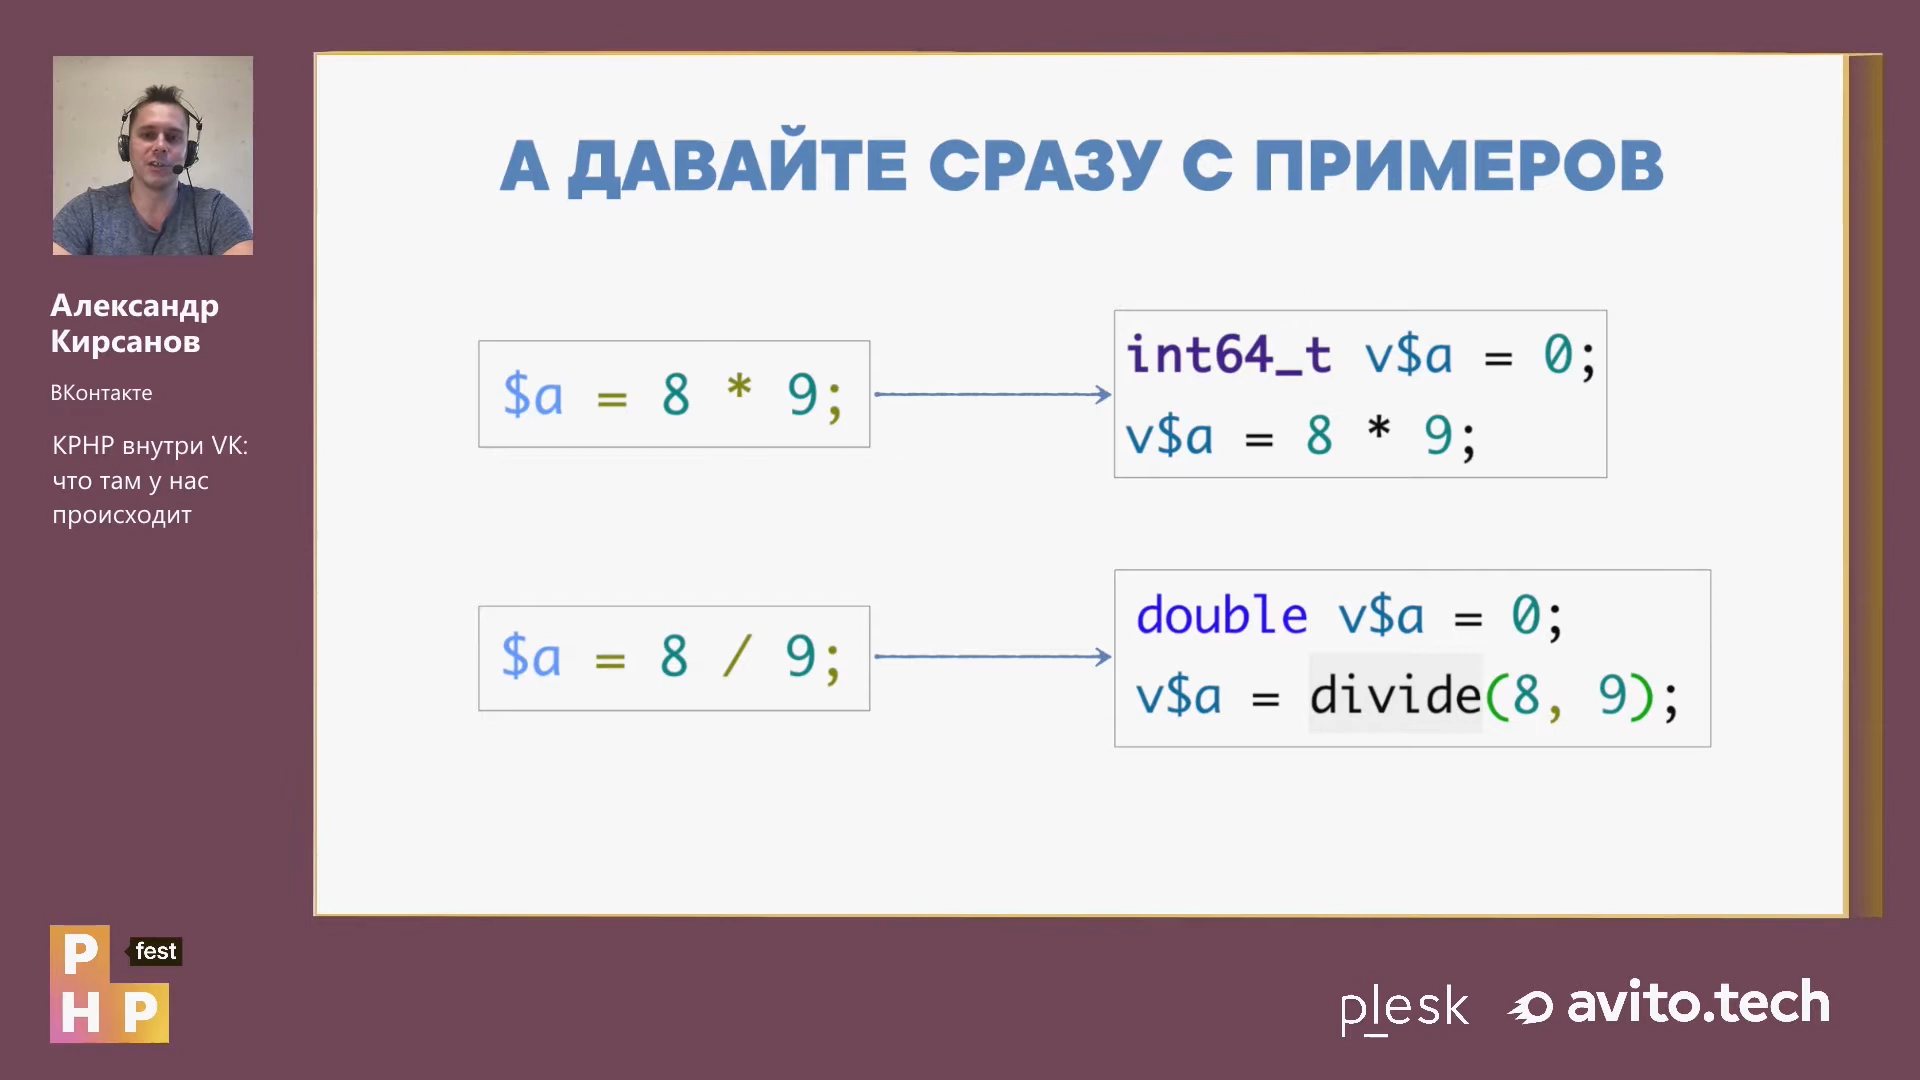 А ДАВАЙТЕ СРАЗУ С ПРИМЕРОВ
Александр
Кирсанов
ВКонтакте
KPHP внутри VK:
что там у нас
происходит
$a = 8 * 9;
int64_t v$a = 0;
v$a = 8 * 9;
$a = 8 / 9;
double v$a = 0;
v$a = divide(8, 9);
P fest
HP
plesk
avito.tech